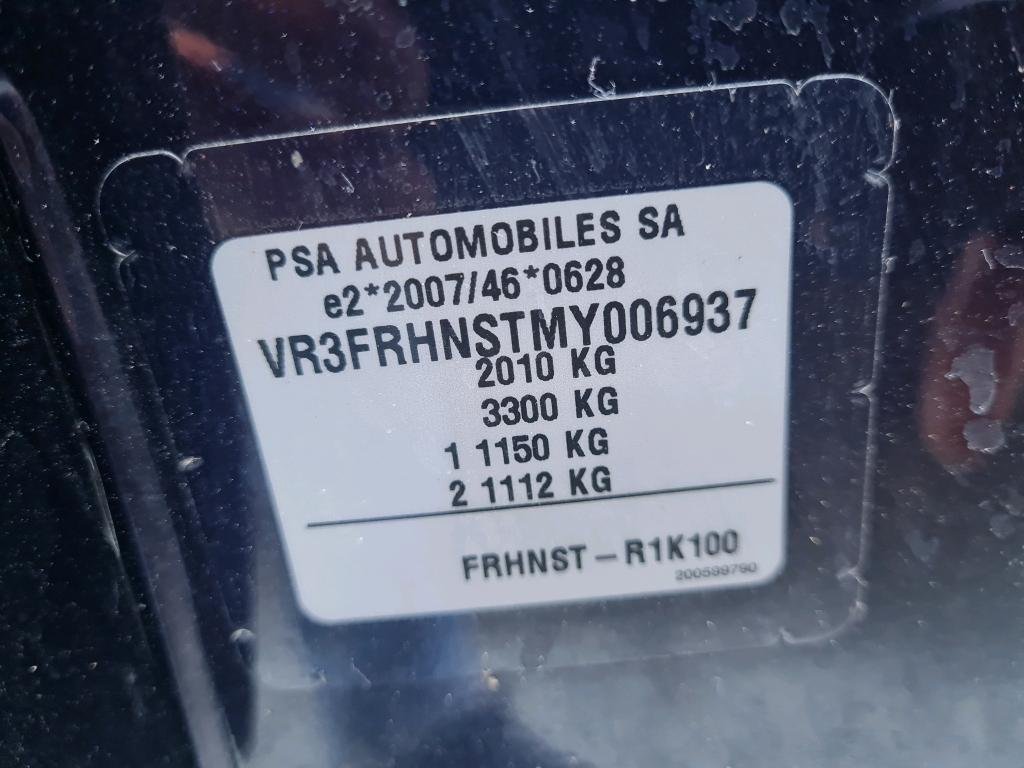 PSA AUTOMOBILES SA
e2*2007/46*0628
VR3FRHNSTMY006937
2010 KG
3300 KG
1 1150 KG
2 1112 KG
FRHNST-R1K100
200599790